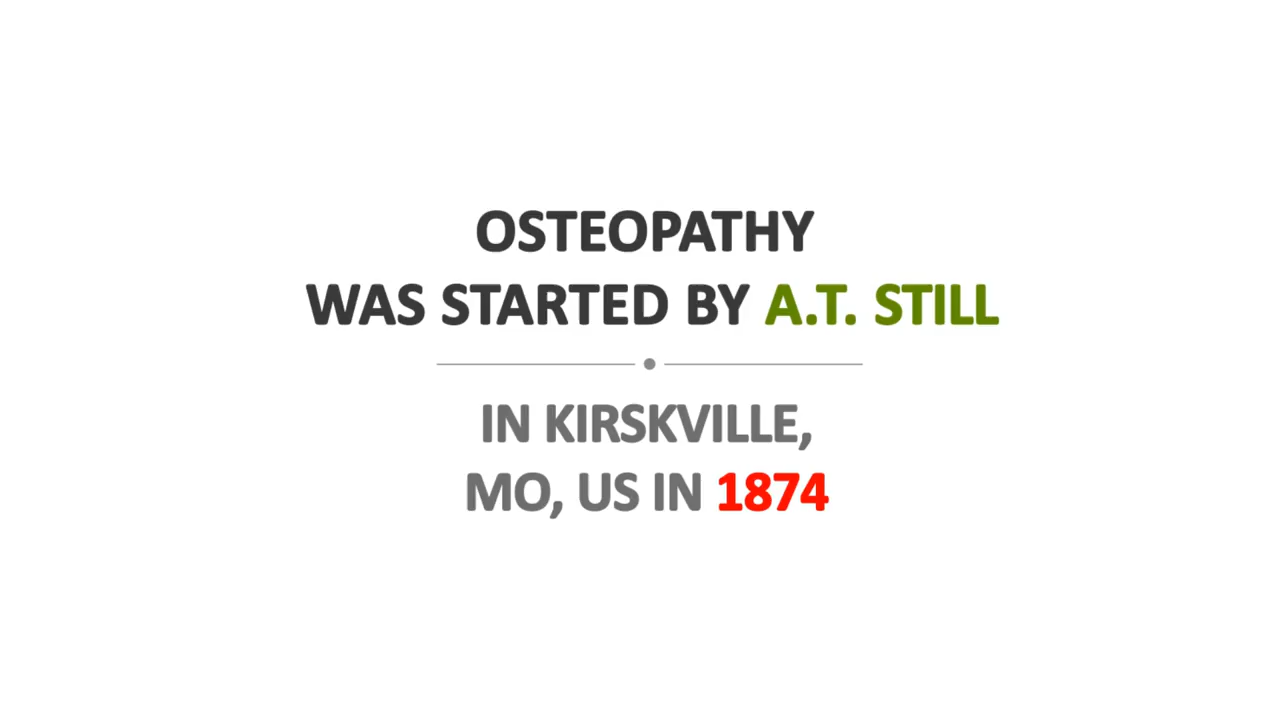 OSTEOPATHY
WAS STARTED BY A.T. STILL
IN KIRSKVILLE,
MO, US IN 1874